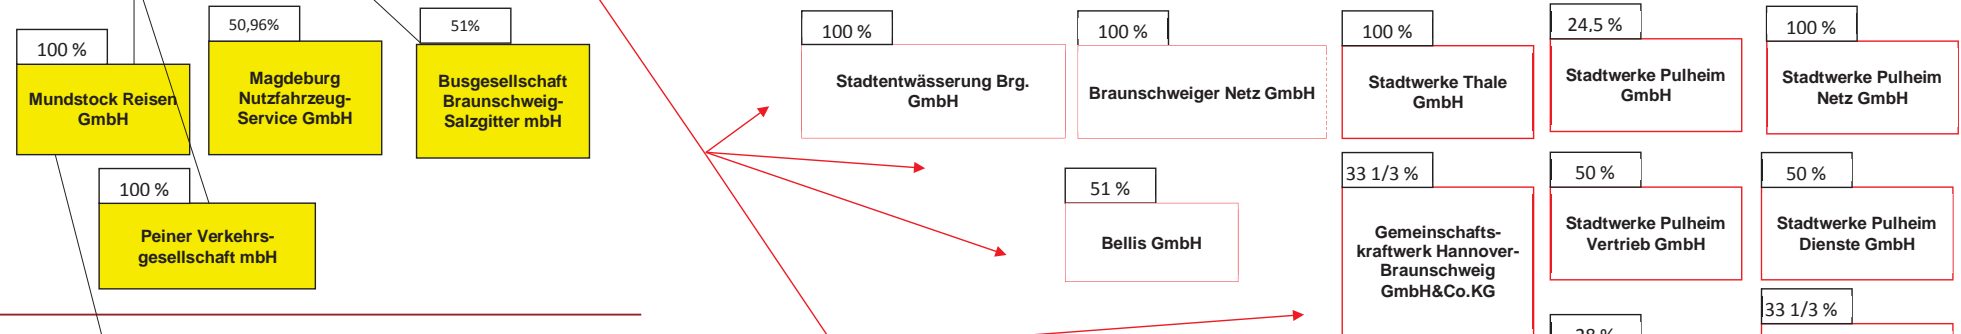 50,96%
Magdeburg
Nutzfahrzeug-
Service GmbH
51%
Busgesellschaft
Braunschweig-
Salzgitter mbH
100 %
Mundstock Reisen
GmbH
100 %
Peiner Verkehrs-
gesellschaft mbH
100 %
Stadtentwässerung Brg.
GmbH
100 %
Braunschweiger Netz GmbH
100 %
Stadtwerke Thale
GmbH
24,5 %
Stadtwerke Pulheim
GmbH
100 %
Stadtwerke Pulheim
Netz GmbH
51 %
Bellis GmbH
33 1/3 %
Gemeinschafts-
kraftwerk Hannover-
Braunschweig
GmbH&Co.KG
50 %
Stadtwerke Pulheim
Vertrieb GmbH
50 %
Stadtwerke Pulheim
Dienste GmbH
33 1/3 %